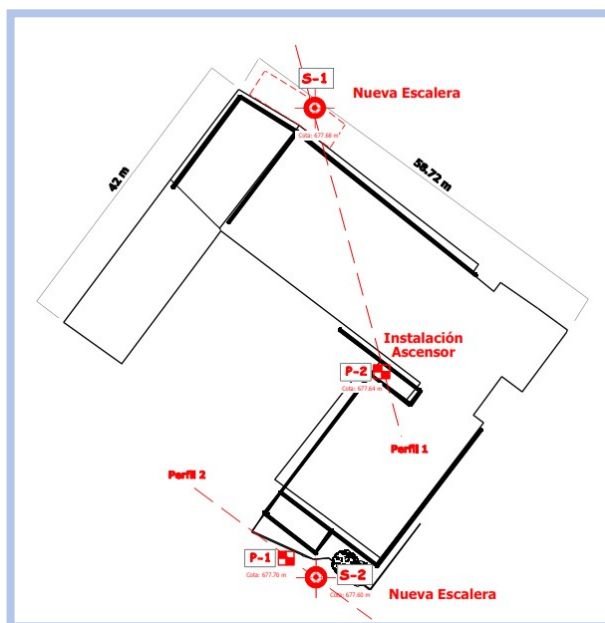 S-1
Nueva Escalera
Cota: 677.68 m
42 m
58.72 m
Instalación
Ascensor
P-2
Cota: 677.64 m
Perfil 1
Perfil 2
P-1
Cota: 677.70 m
S-2
Cota: 677.60 m
Nueva Escalera